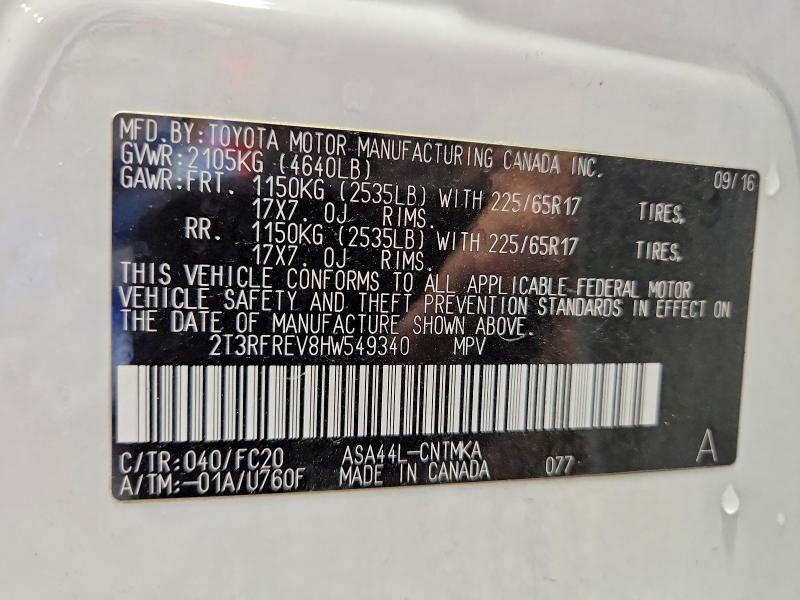 MFD. BY: TOYOTA MOTOR MANUFACTURING CANADA INC.
GVWR: 2105KG (4640LB) 09/16
GAWR: FRT. 1150KG (2535LB) WITH 225/65R17 TIRES,
17X7. 0J RIMS.
RR. 1150KG (2535LB) WITH 225/65R17 TIRES,
17X7. 0J RIMS.
THIS VEHICLE CONFORMS TO ALL APPLICABLE FEDERAL MOTOR
VEHICLE SAFETY AND THEFT PREVENTION STANDARDS IN EFFECT ON
THE DATE OF MANUFACTURE SHOWN ABOVE.
2T3RFREV8HW549340 MPV
C/TR: 040/FC20 ASA44L-CNTMKA A
A/TM: -01A/U760F MADE IN CANADA 077